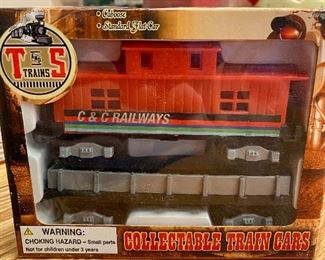 • Caboose
• Standard Flat Car
T S
TRAINS
C & C RAILWAYS
WARNING:
CHOKING HAZARD – Small parts
Not for children under 3 years
COLLECTABLE TRAIN CARS